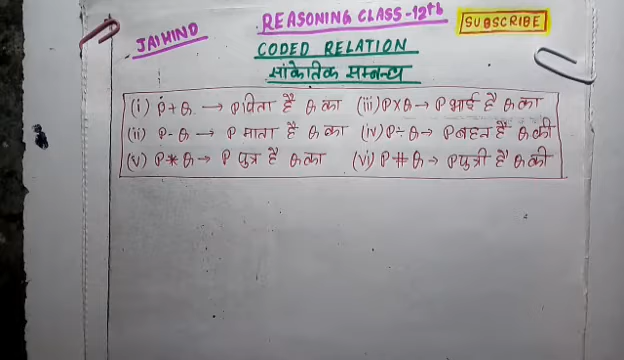 JAIHIND
REASONING CLASS-12th
SUBSCRIBE
CODED RELATION
सांकेतिक सम्बन्ध
(i) P+Q → P पिता है Q का (iii) P×Q → P भाई है Q का
(ii) P-Q → P माता है Q का (iv) P÷Q → P बहन है Q की
(v) P*Q → P पुत्र है Q का (vi) P#Q → P पुत्री है Q की